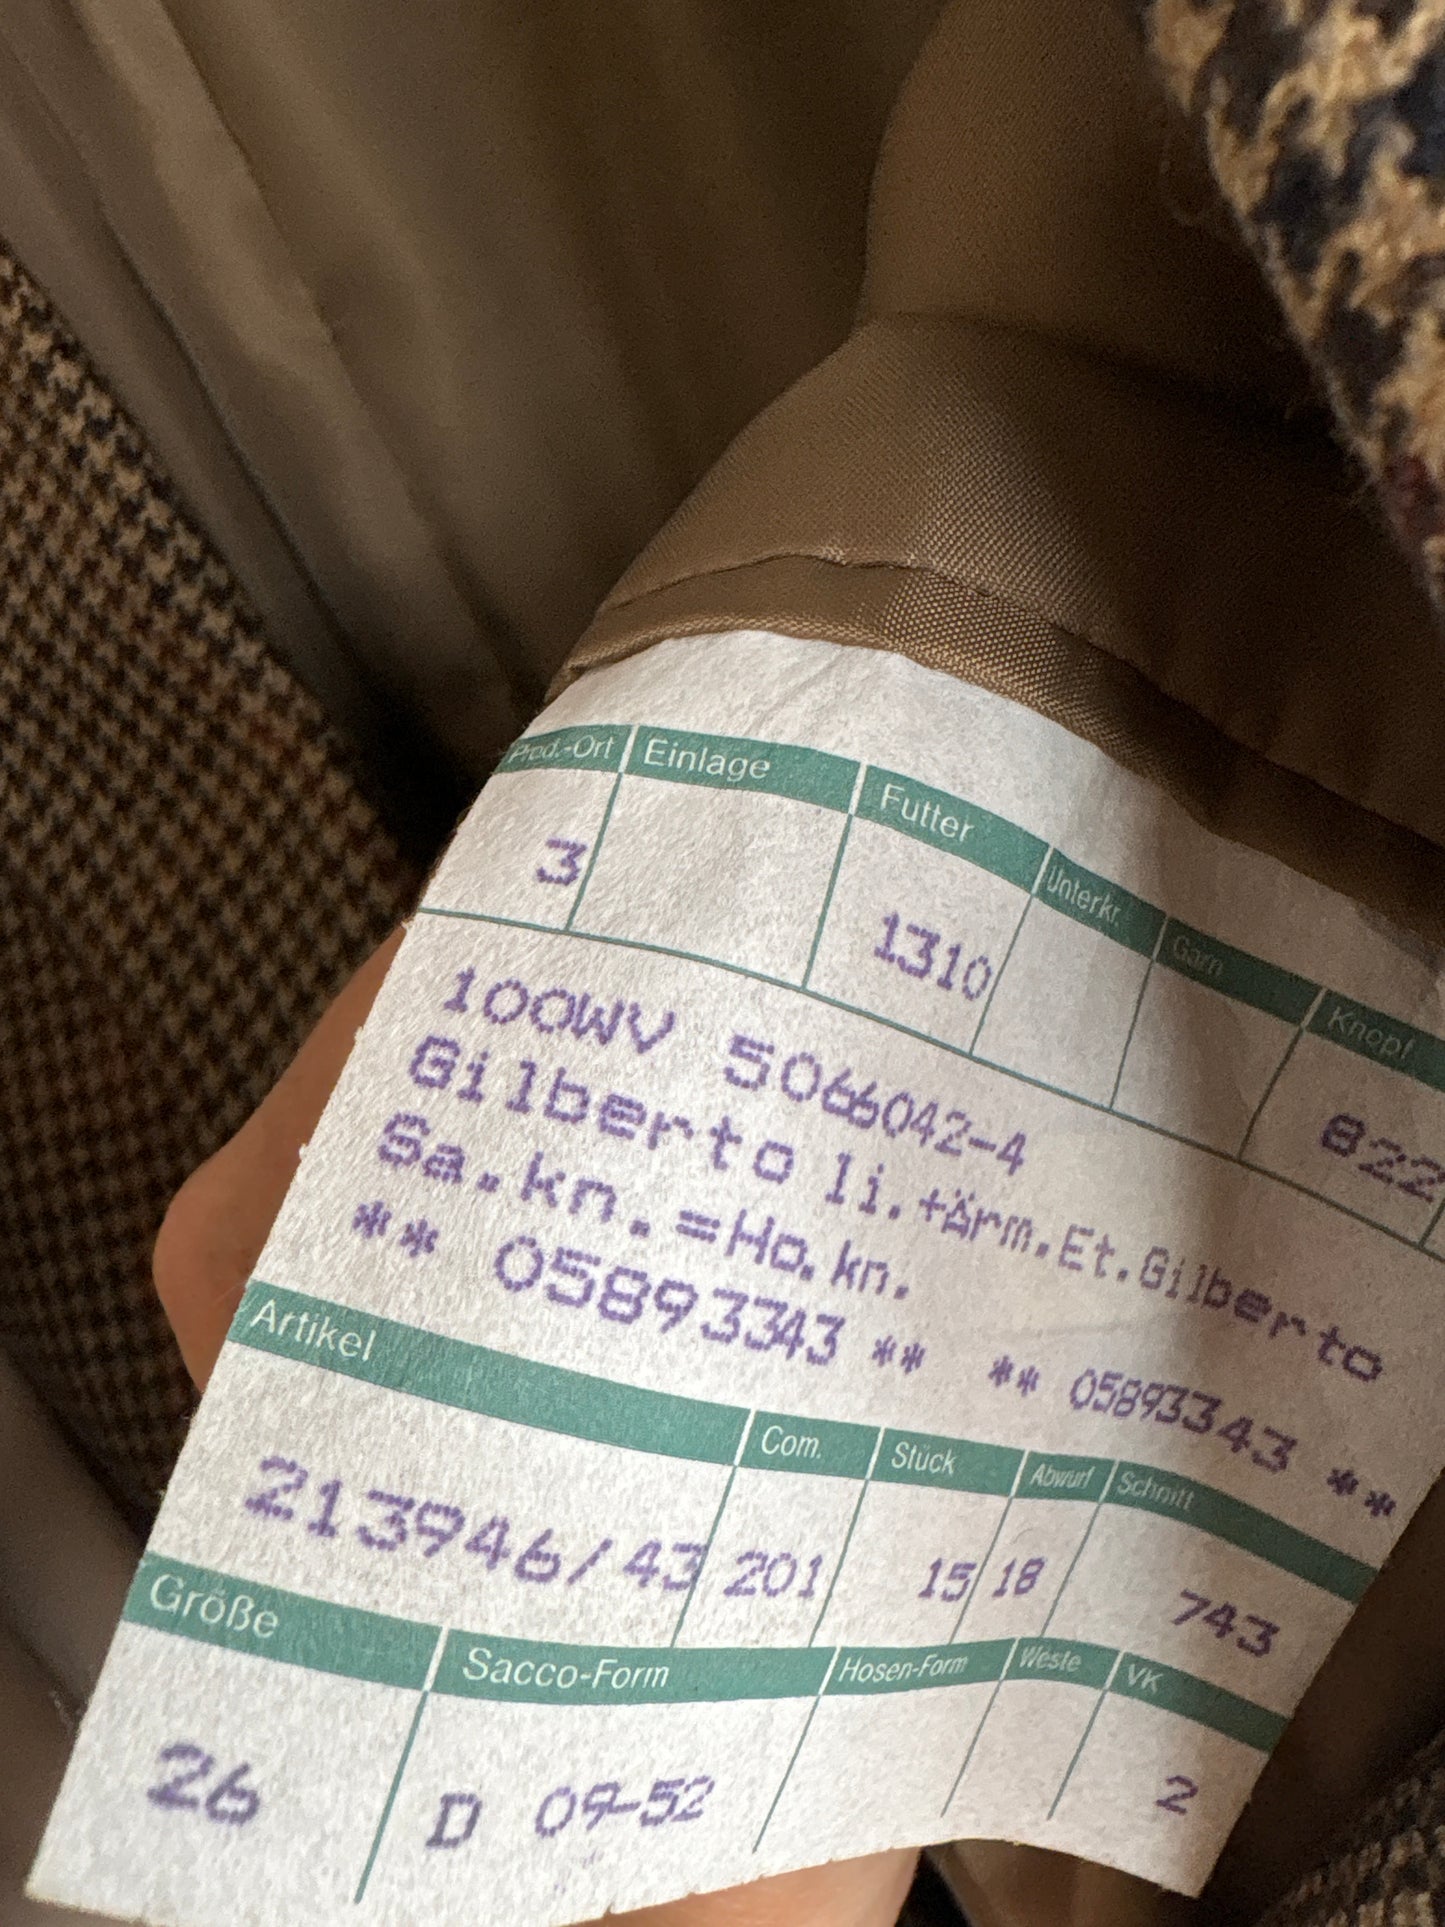 Prod.-Ort Einlage Futter Unterkr. Garn Knopf
3 1310 822
100WV 5066042-4
Gilberto li.+Ärm.Et.Gilberto
Sa.kn.=Ho.kn.
** 05893343 ** ** 05893343 **
Artikel Com. Stück Abwurf Schnitt
213946/43 201 15 18 743
Größe Sacco-Form Hosen-Form Weste VK
26 D 09-52 2